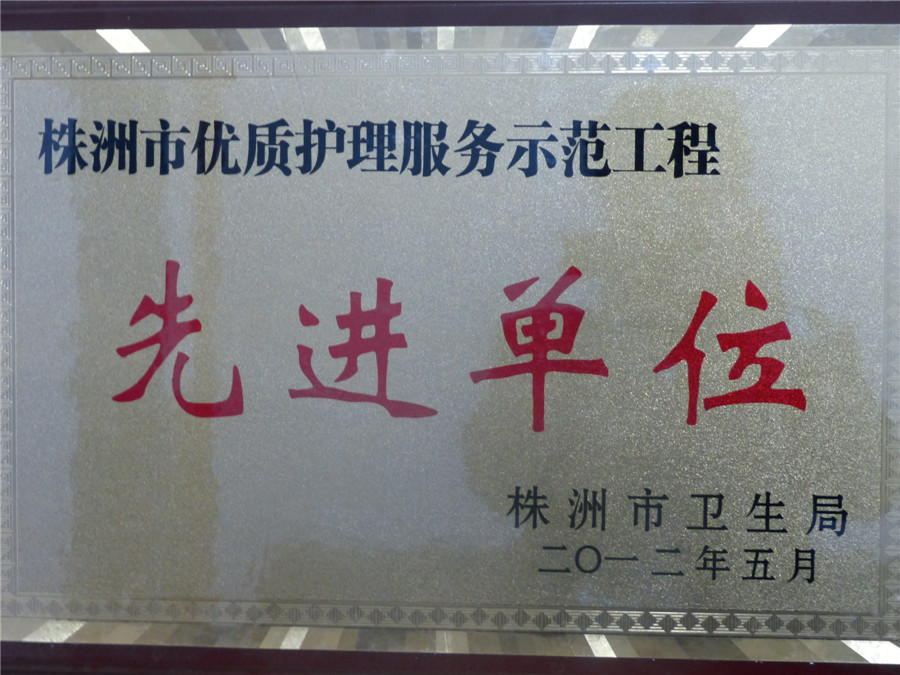 株洲市优质护理服务示范工程
先进单位
株洲市卫生局
二〇一二年五月